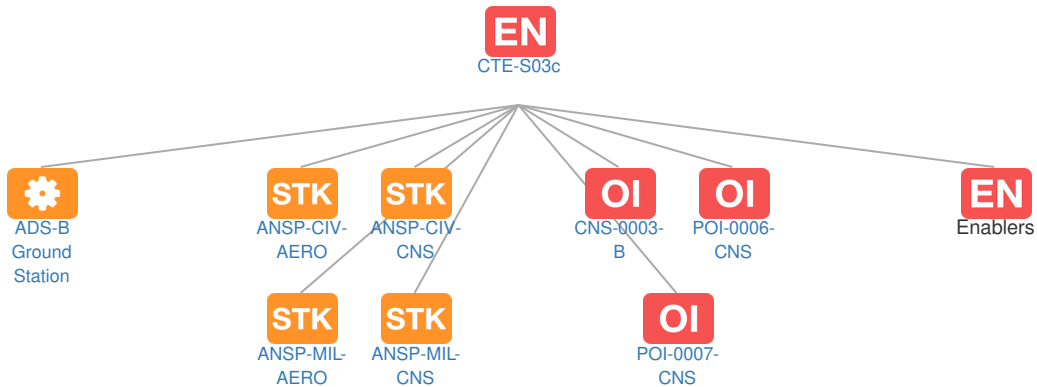 EN
CTE-S03c
ADS-B
Ground
Station
STK
ANSP-CIV-
AERO
STK
ANSP-CIV-
CNS
OI
CNS-0003-
B
OI
POI-0006-
CNS
EN
Enablers
STK
ANSP-MIL-
AERO
STK
ANSP-MIL-
CNS
OI
POI-0007-
CNS